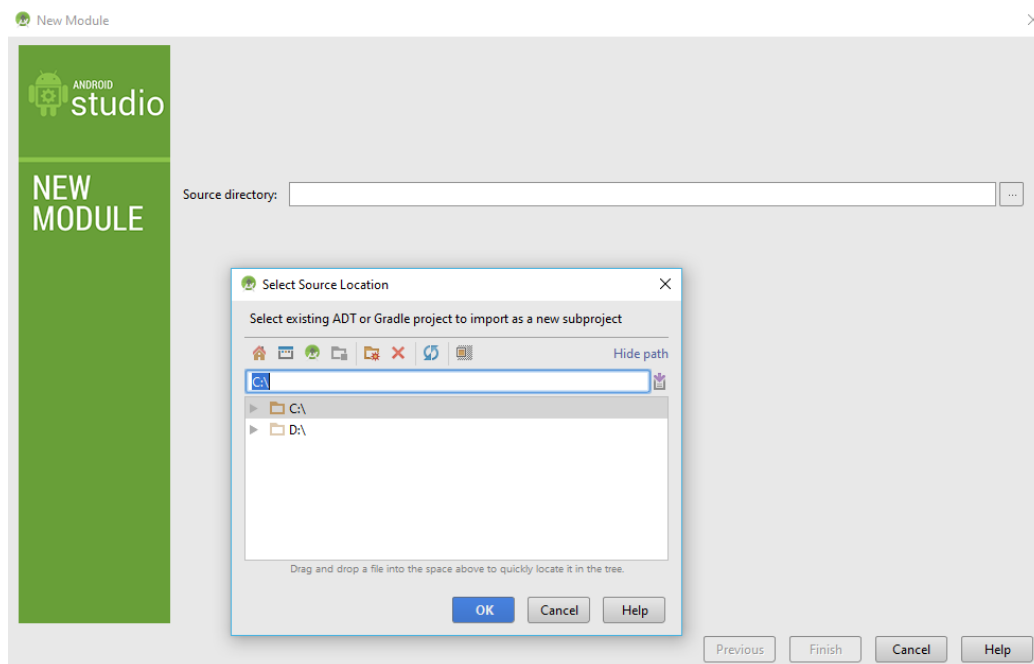 New Module
ANDROID
studio
NEW
MODULE
Source directory:
...
Select Source Location
Select existing ADT or Gradle project to import as a new subproject
Hide path
C:\
C:\
D:\
Drag and drop a file into the space above to quickly locate it in the tree.
OK Cancel Help
Previous Finish Cancel Help